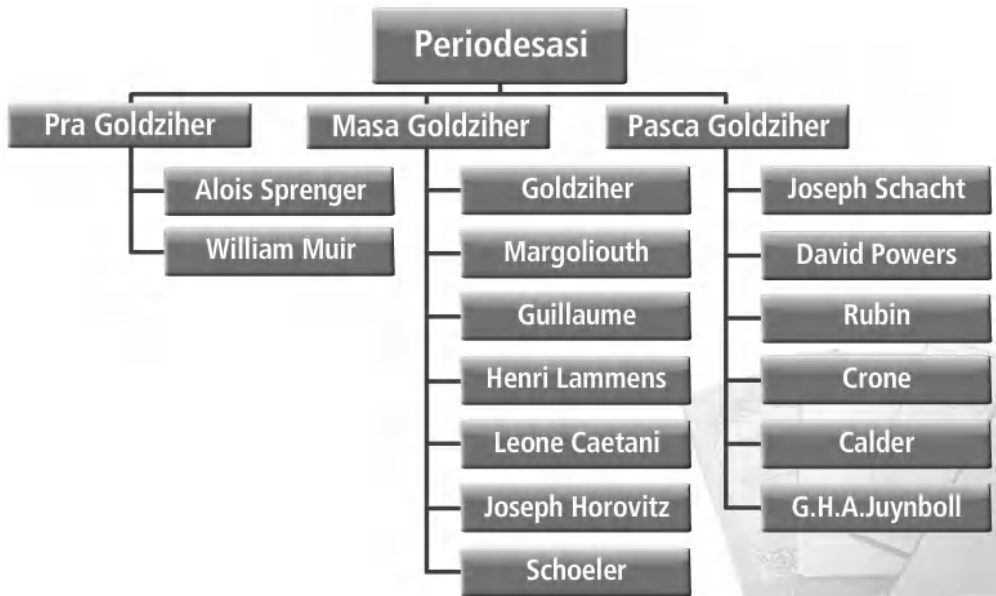 Periodesasi
Pra Goldziher
Masa Goldziher
Pasca Goldziher
Alois Sprenger
William Muir
Goldziher
Margoliouth
Guillaume
Henri Lammens
Leone Caetani
Joseph Horovitz
Schoeler
Joseph Schacht
David Powers
Rubin
Crone
Calder
G.H.A.Juynboll